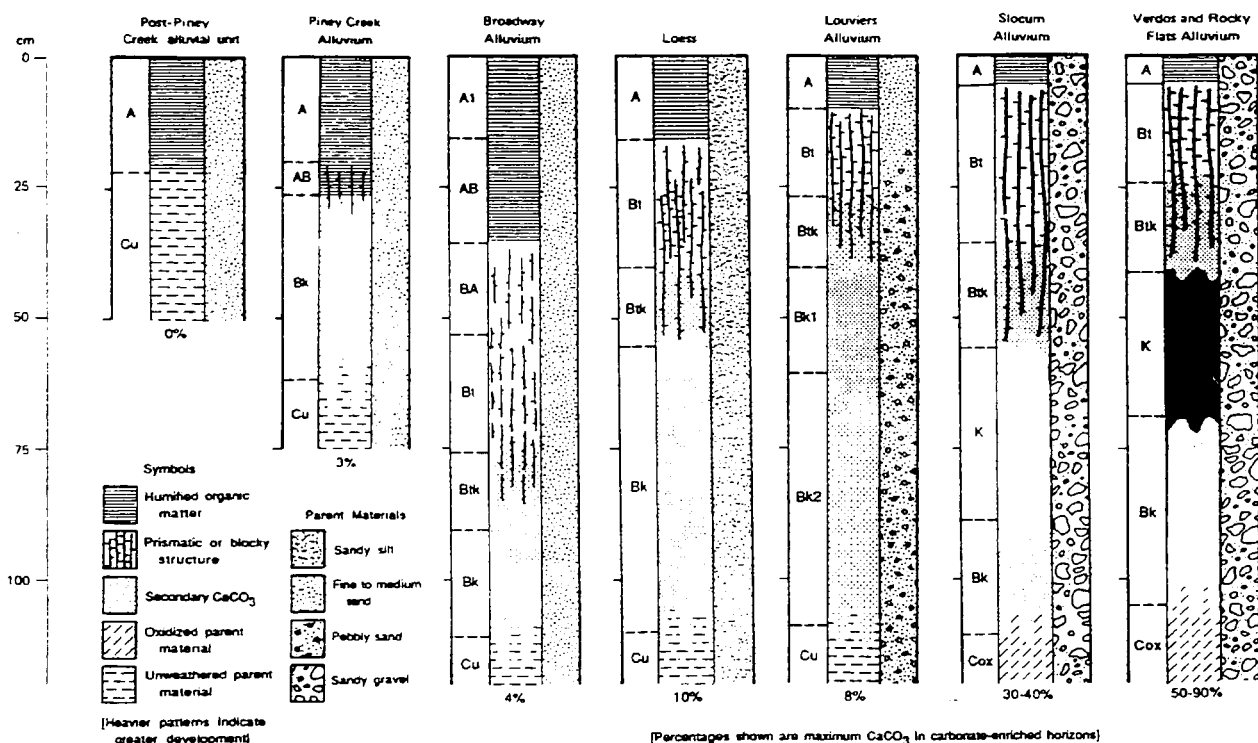 cm
0
25
50
75
100
Post-Piney
Creek alluvial unit
A
Cu
0%
Piney Creek
Alluvium
A
AB
Bk
Cu
3%
Broadway
Alluvium
A1
AB
BA
Bt
Btk
Bk
Cu
4%
Loess
A
Bt
Btk
Bk
Cu
10%
Louviers
Alluvium
A
Bt
Btk
Bk1
Bk2
Cu
8%
Slocum
Alluvium
A
Bt
Btk
K
Bk
Cox
30-40%
Verdos and Rocky
Flats Alluvium
A
Bt
Btk
K
Bk
Cox
50-90%
Symbols
Humified organic
matter
Prismatic or blocky
structure
Secondary CaCO₃
Oxidized parent
material
Unweathered parent
material
[Heavier patterns indicate
greater development]
Parent Materials
Sandy silt
Fine to medium
sand
Pebbly sand
Sandy gravel
[Percentages shown are maximum CaCO₃ in carbonate-enriched horizons]